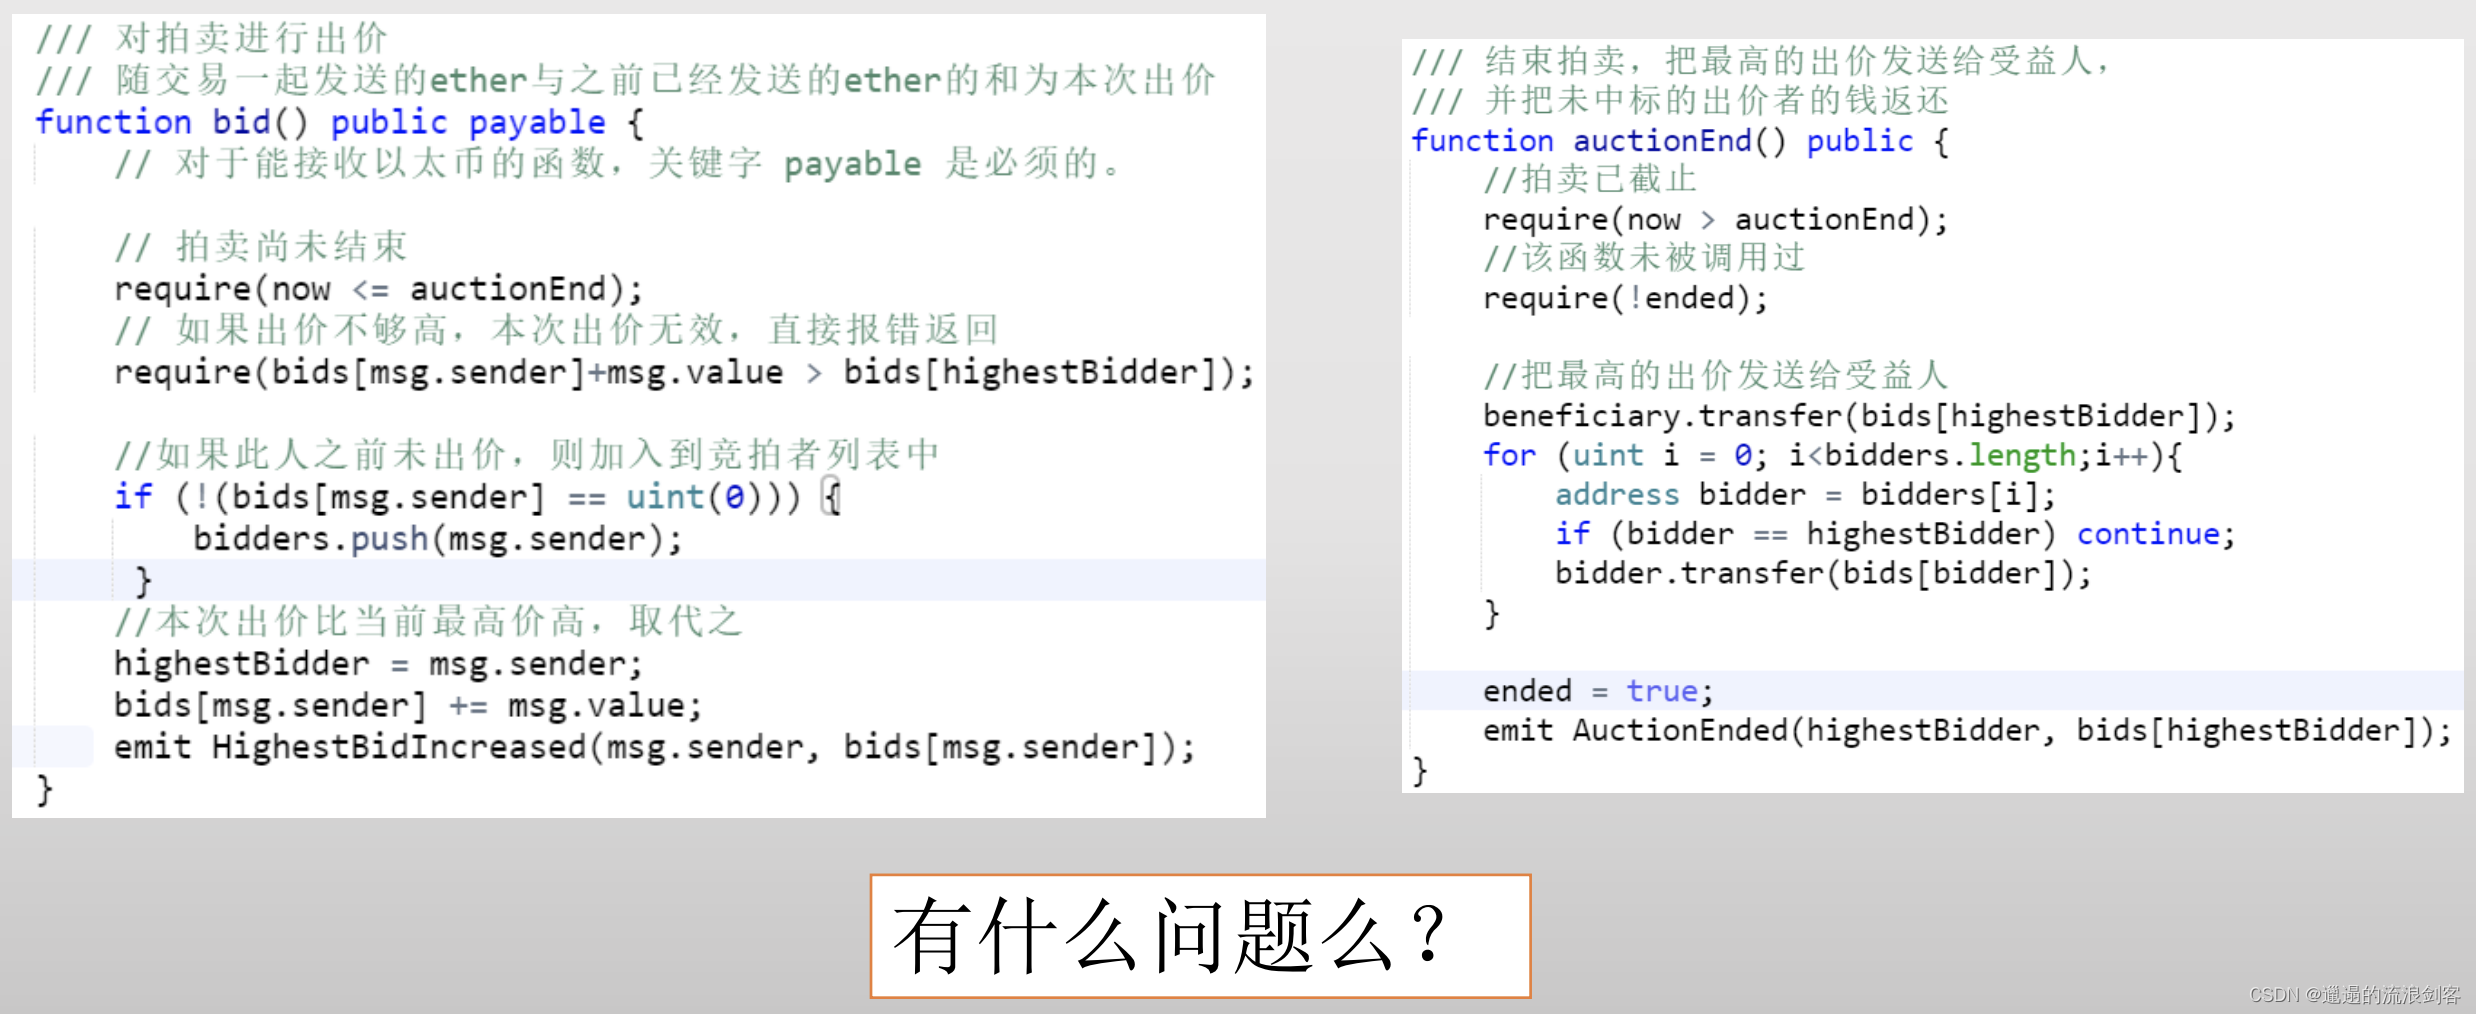 /// 对拍卖进行出价
/// 随交易一起发送的ether与之前已经发送的ether的和为本次出价
function bid() public payable {
// 对于能接收以太币的函数，关键字 payable 是必须的。
// 拍卖尚未结束
require(now <= auctionEnd);
// 如果出价不够高，本次出价无效，直接报错返回
require(bids[msg.sender]+msg.value > bids[highestBidder]);
//如果此人之前未出价，则加入到竞拍者列表中
if (!(bids[msg.sender] == uint(0))) {
bidders.push(msg.sender);
}
//本次出价比当前最高价高，取代之
highestBidder = msg.sender;
bids[msg.sender] += msg.value;
emit HighestBidIncreased(msg.sender, bids[msg.sender]);
}
/// 结束拍卖，把最高的出价发送给受益人，
/// 并把未中标的出价者的钱返还
function auctionEnd() public {
//拍卖已截止
require(now > auctionEnd);
//该函数未被调用过
require(!ended);
//把最高的出价发送给受益人
beneficiary.transfer(bids[highestBidder]);
for (uint i = 0; i<bidders.length;i++){
address bidder = bidders[i];
if (bidder == highestBidder) continue;
bidder.transfer(bids[bidder]);
}
ended = true;
emit AuctionEnded(highestBidder, bids[highestBidder]);
}
有什么问题么？
CSDN @邋遢的流浪剑客